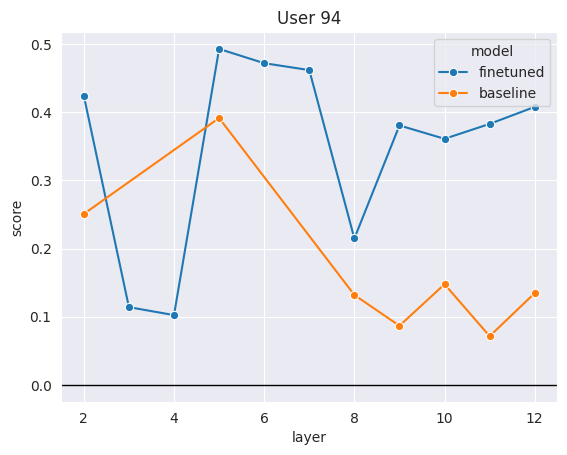 User 94
model
finetuned
baseline
score
0.5
0.4
0.3
0.2
0.1
0.0
2 4 6 8 10 12
layer